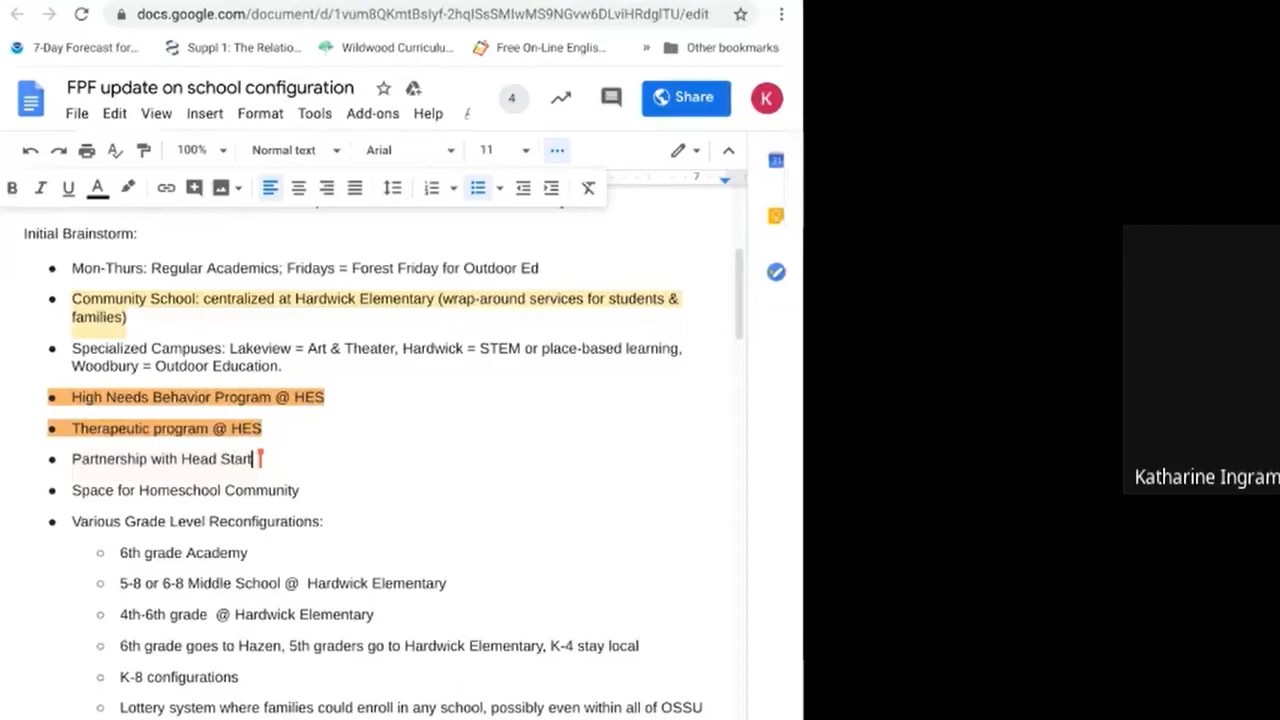 docs.google.com/document/d/1vum8QKmtBsIyf-2hqISsSMIwMS9NGvw6DLviHRdglTU/edit
7-Day Forecast for...
Suppl 1: The Relatio...
Wildwood Curriculu...
Free On-Line Englis...
»
Other bookmarks
FPF update on school configuration
4
Share
K
File Edit View Insert Format Tools Add-ons Help
100%
Normal text
Arial
11
7
31
Initial Brainstorm:
● Mon-Thurs: Regular Academics; Fridays = Forest Friday for Outdoor Ed
● Community School: centralized at Hardwick Elementary (wrap-around services for students &
families)
● Specialized Campuses: Lakeview = Art & Theater, Hardwick = STEM or place-based learning,
Woodbury = Outdoor Education.
● High Needs Behavior Program @ HES
● Therapeutic program @ HES
● Partnership with Head Start
● Space for Homeschool Community
● Various Grade Level Reconfigurations:
○ 6th grade Academy
○ 5-8 or 6-8 Middle School @  Hardwick Elementary
○ 4th-6th grade  @ Hardwick Elementary
○ 6th grade goes to Hazen, 5th graders go to Hardwick Elementary, K-4 stay local
○ K-8 configurations
○ Lottery system where families could enroll in any school, possibly even within all of OSSU
Katharine Ingram